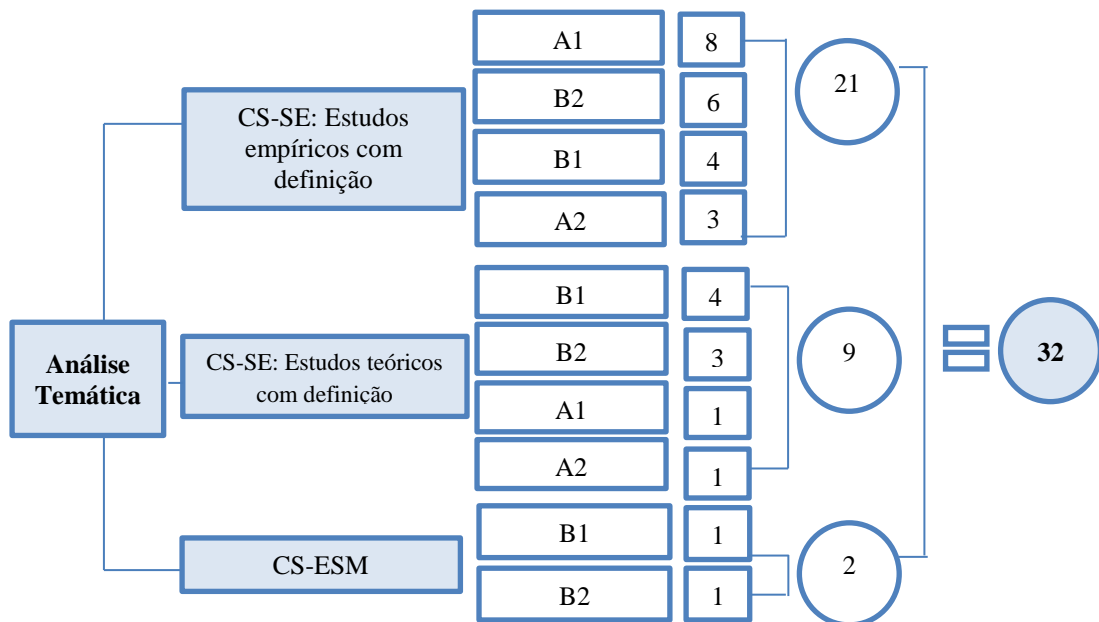 A1 8
B2 6
B1 4
A2 3
21
CS-SE: Estudos
empíricos com
definição
B1 4
B2 3
A1 1
A2 1
9
CS-SE: Estudos teóricos
com definição
Análise
Temática
32
B1 1
B2 1
2
CS-ESM